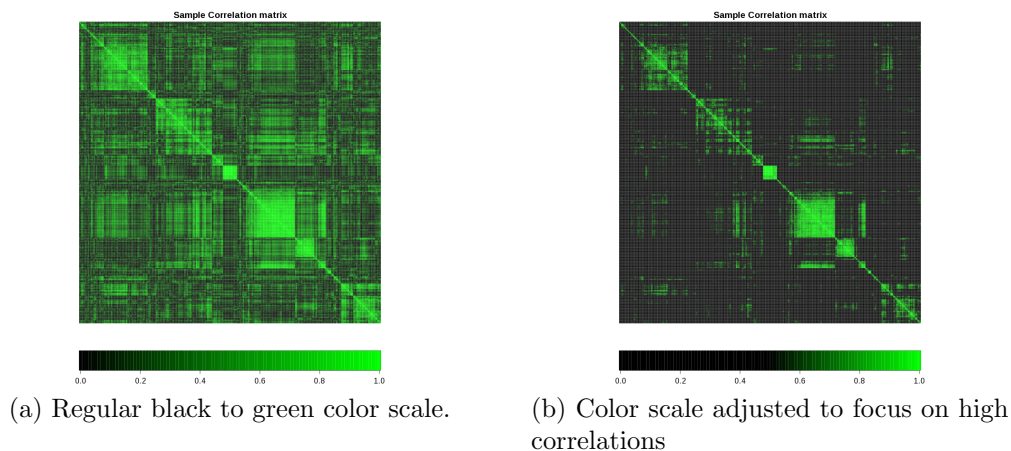 Sample Correlation matrix
0.0 0.2 0.4 0.6 0.8 1.0
(a) Regular black to green color scale.
Sample Correlation matrix
0.0 0.2 0.4 0.6 0.8 1.0
(b) Color scale adjusted to focus on high
correlations